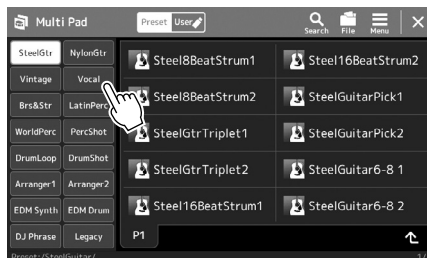 Multi Pad
Preset User
Search File Menu
SteelGtr NylonGtr
Vintage Vocal
Brs&Str LatinPerc
WorldPerc PercShot
DrumLoop DrumShot
Arranger1 Arranger2
EDM Synth EDM Drum
DJ Phrase Legacy
Steel8BeatStrum1 Steel16BeatStrum2
Steel8BeatStrum2 SteelGuitarPick1
SteelGtrTriplet1 SteelGuitarPick2
SteelGtrTriplet2 SteelGuitar6-8 1
Steel16BeatStrum1 SteelGuitar6-8 2
P1
Preset:/SteelGuitar/